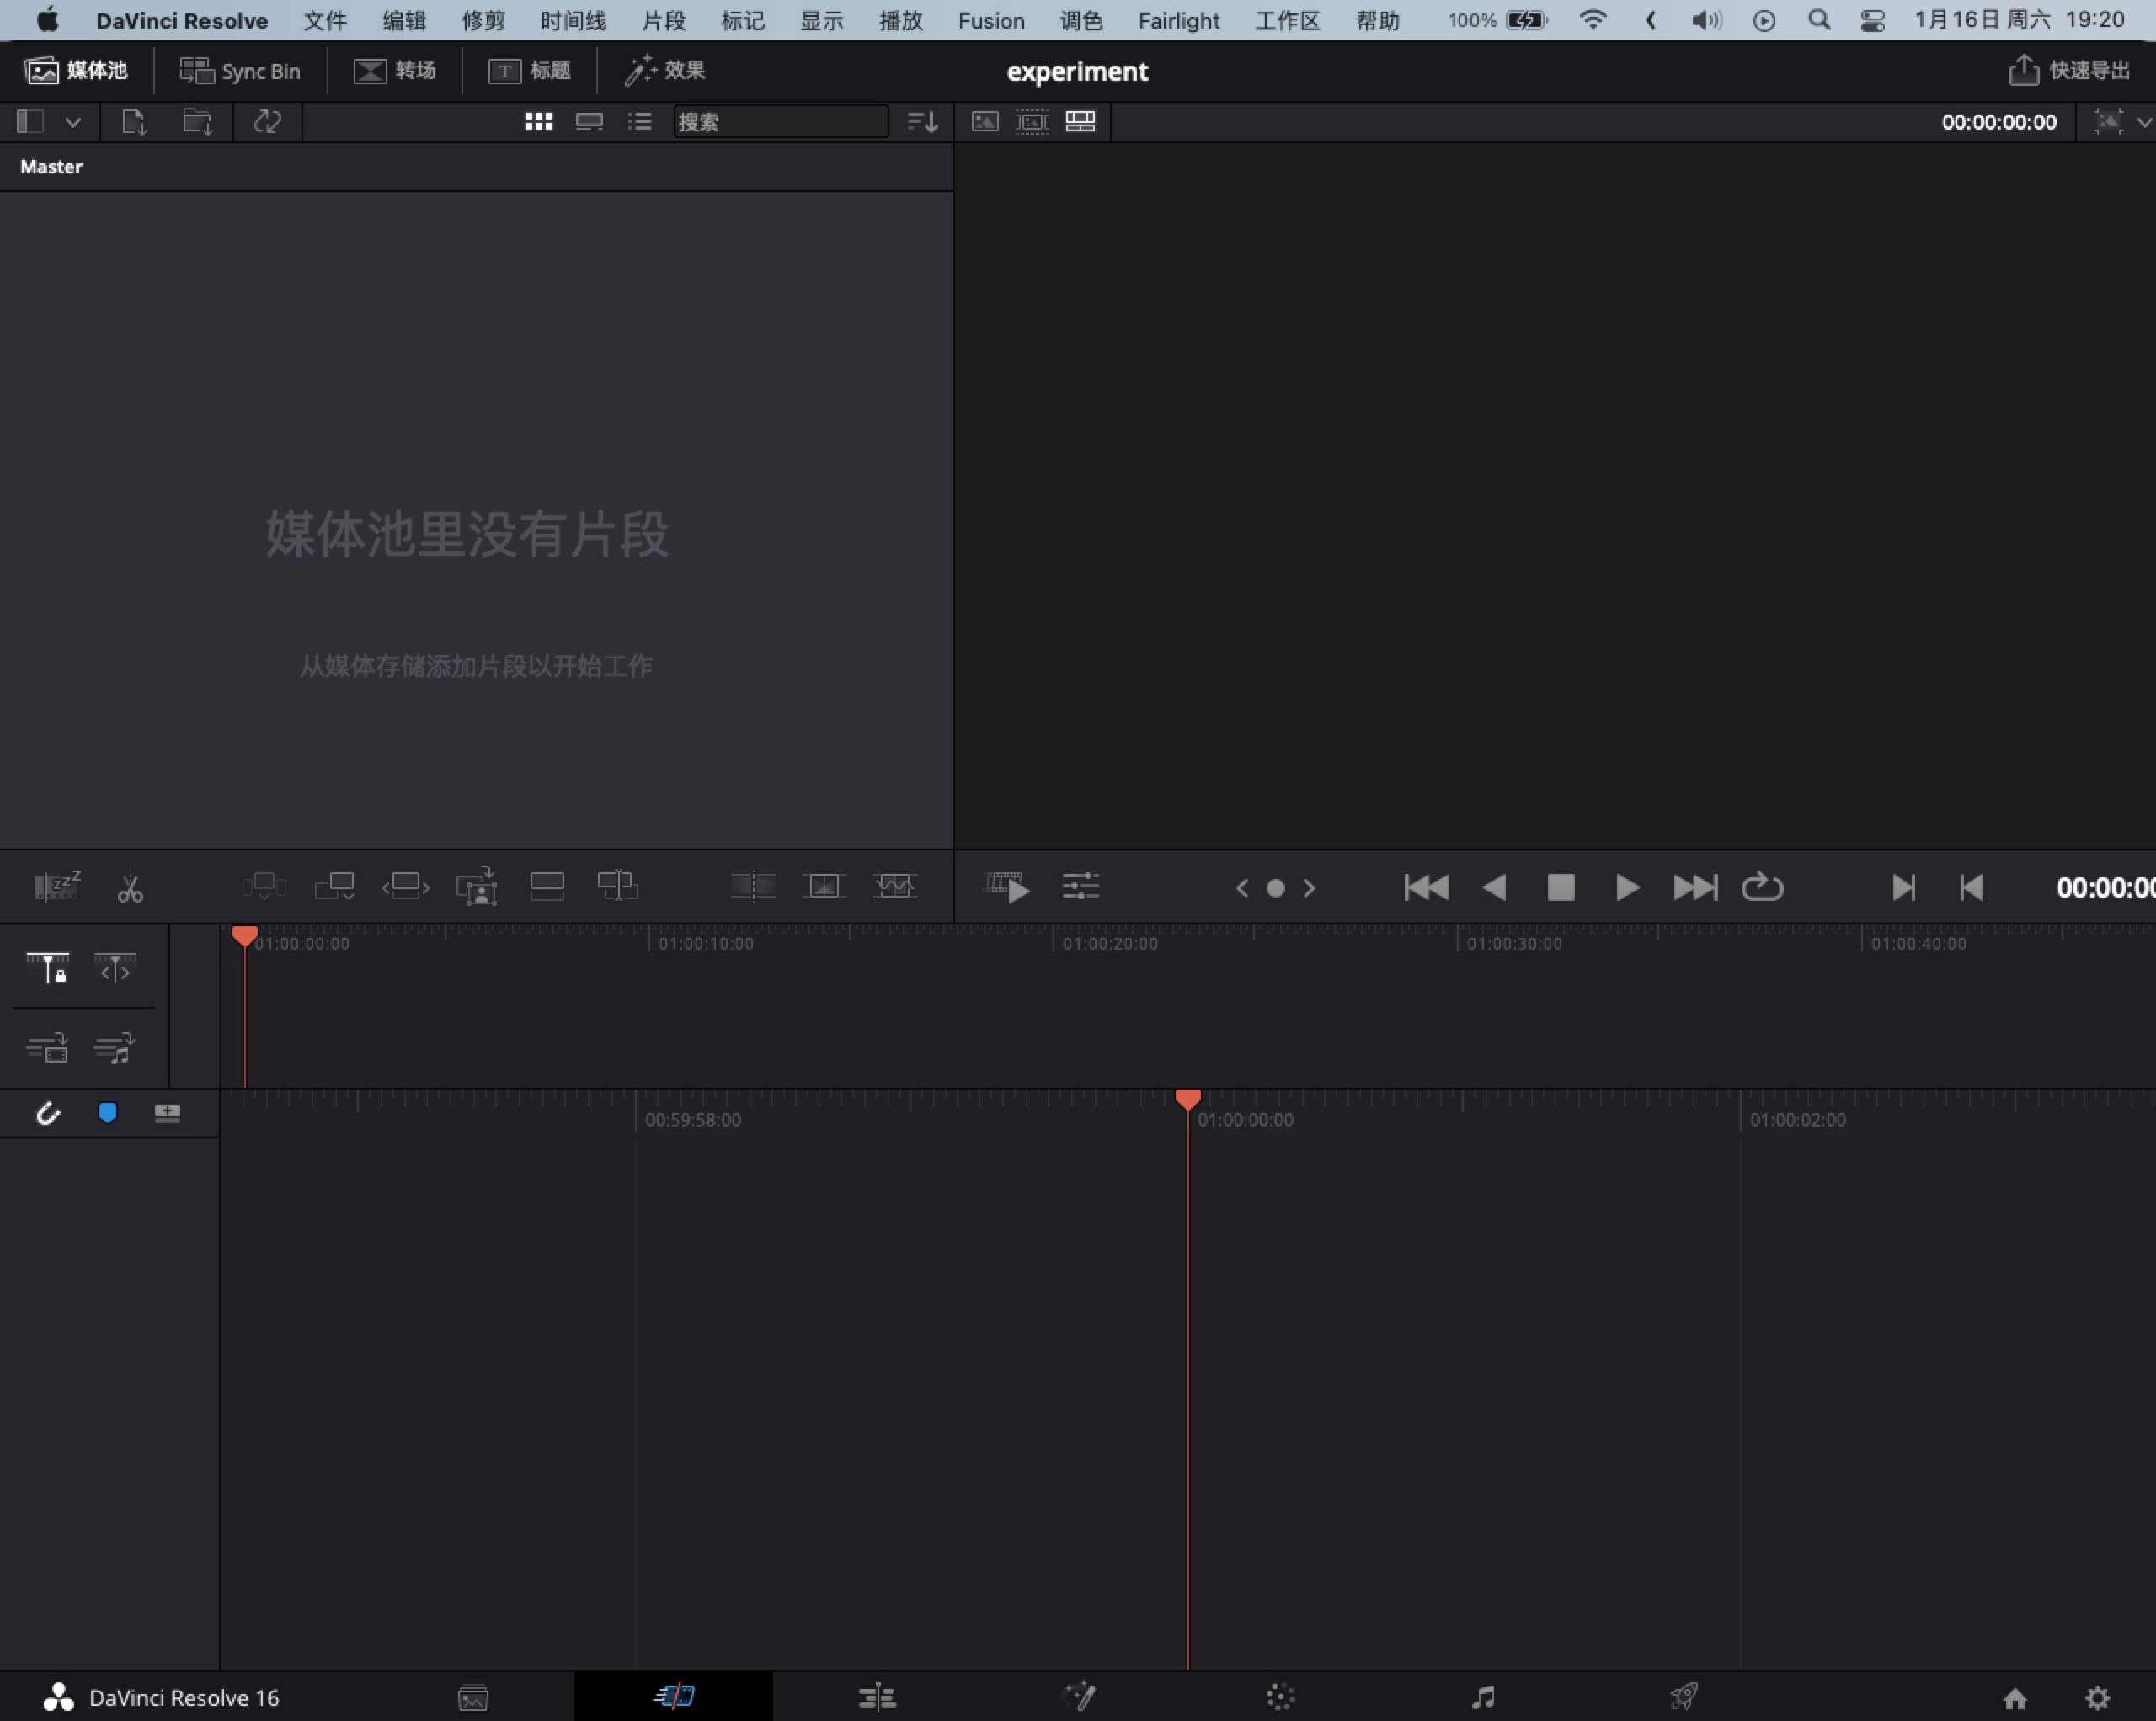 DaVinci Resolve 文件 编辑 修剪 时间线 片段 标记 显示 播放 Fusion 调色 Fairlight 工作区 帮助 100% 1月16日 周六 19:20
媒体池 Sync Bin 转场 T 标题 效果 experiment 快速导出
搜索 00:00:00:00
Master
媒体池里没有片段
从媒体存储添加片段以开始工作
zzZ 00:00:00
01:00:00:00 01:00:10:00 01:00:20:00 01:00:30:00 01:00:40:00
00:59:58:00 01:00:00:00 01:00:02:00
DaVinci Resolve 16